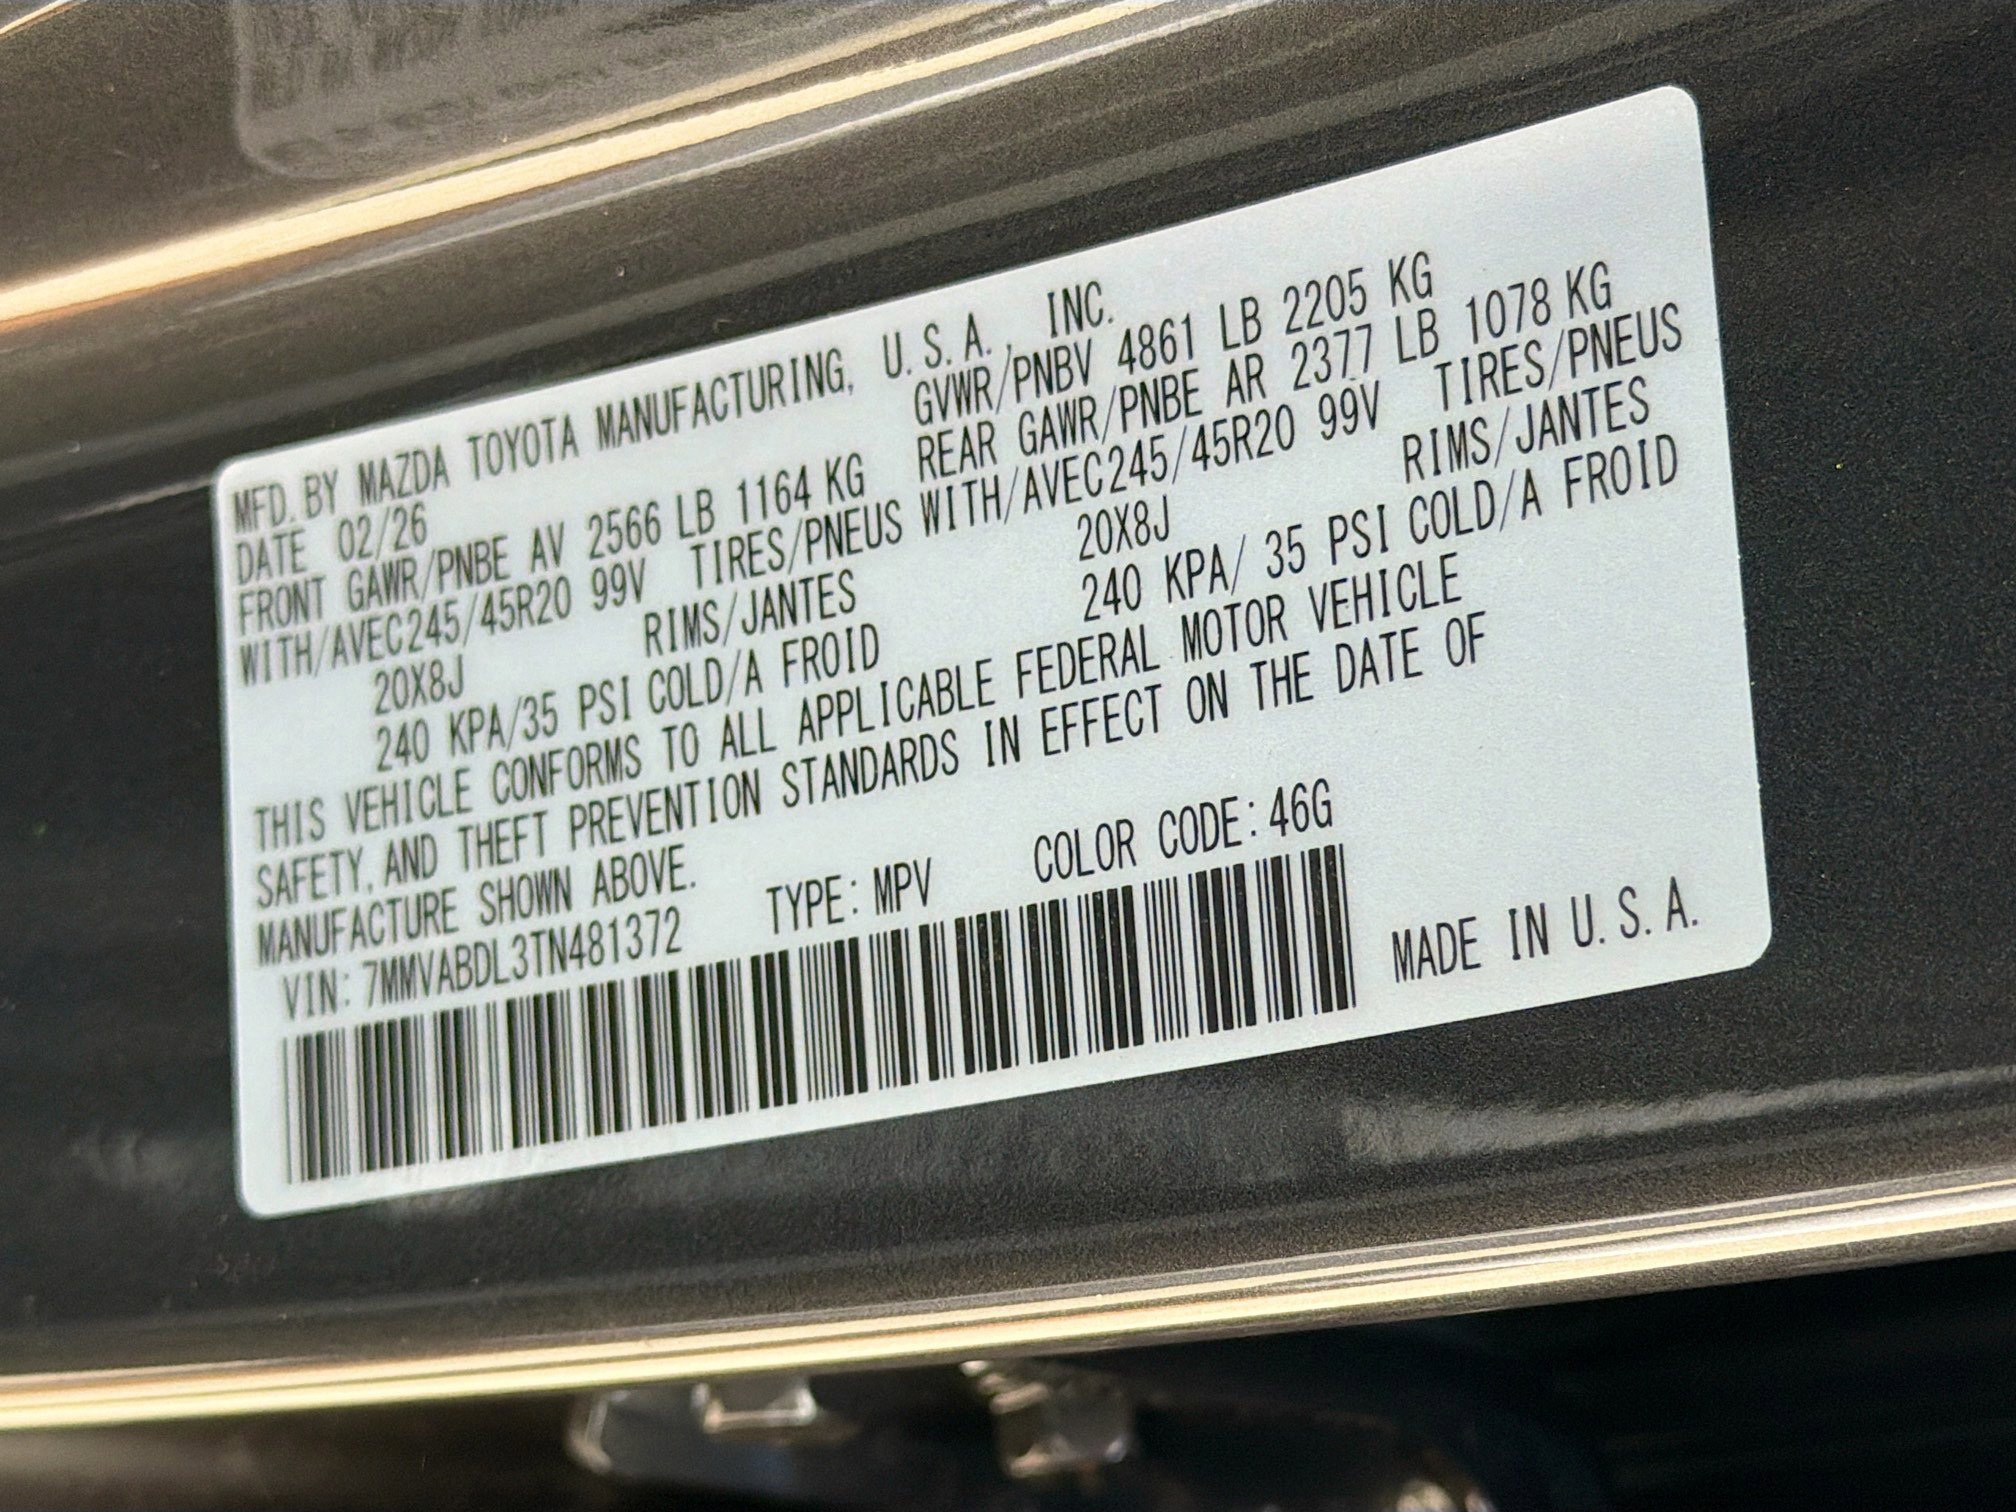 MFD. BY MAZDA TOYOTA MANUFACTURING, U.S.A., INC.
DATE 02/26 GVWR/PNBV 4861 LB 2205 KG
FRONT GAWR/PNBE AV 2566 LB 1164 KG REAR GAWR/PNBE AR 2377 LB 1078 KG
WITH/AVEC245/45R20 99V TIRES/PNEUS WITH/AVEC245/45R20 99V TIRES/PNEUS
20X8J RIMS/JANTES 20X8J RIMS/JANTES
240 KPA/35 PSI COLD/A FROID 240 KPA/ 35 PSI COLD/A FROID
THIS VEHICLE CONFORMS TO ALL APPLICABLE FEDERAL MOTOR VEHICLE
SAFETY, AND THEFT PREVENTION STANDARDS IN EFFECT ON THE DATE OF
MANUFACTURE SHOWN ABOVE.
VIN: 7MMVABDL3TN481372 TYPE: MPV COLOR CODE: 46G
MADE IN U.S.A.